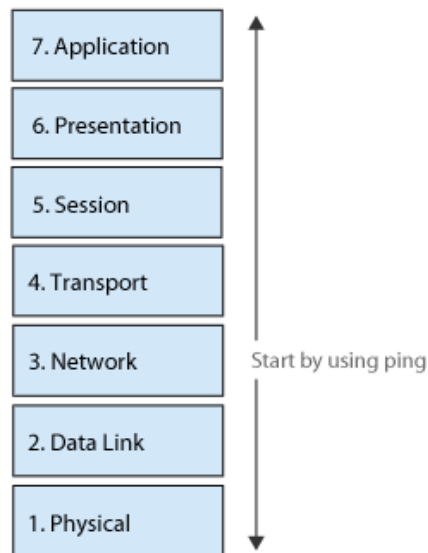 7. Application
6. Presentation
5. Session
4. Transport
3. Network
Start by using ping
2. Data Link
1. Physical